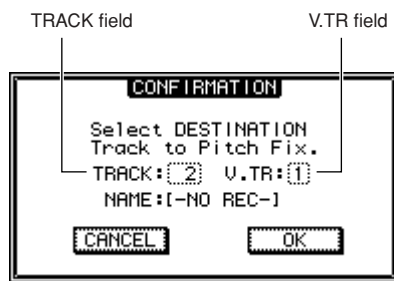 TRACK field V.TR field
CONFIRMATION
Select DESTINATION
Track to Pitch Fix.
TRACK: 2 V.TR:1
NAME:[-NO REC-]
CANCEL OK